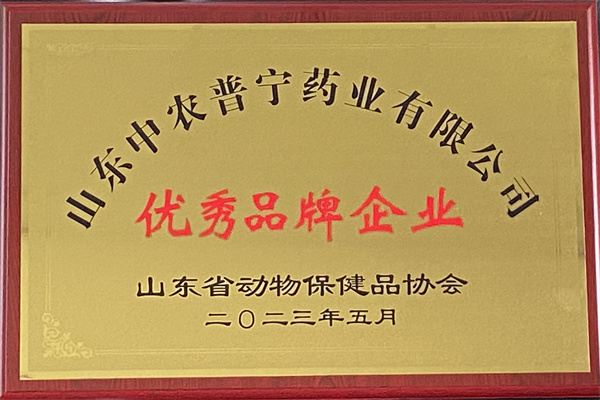 山东中农普宁药业有限公司
优秀品牌企业
山东省动物保健品协会
二〇二三年五月